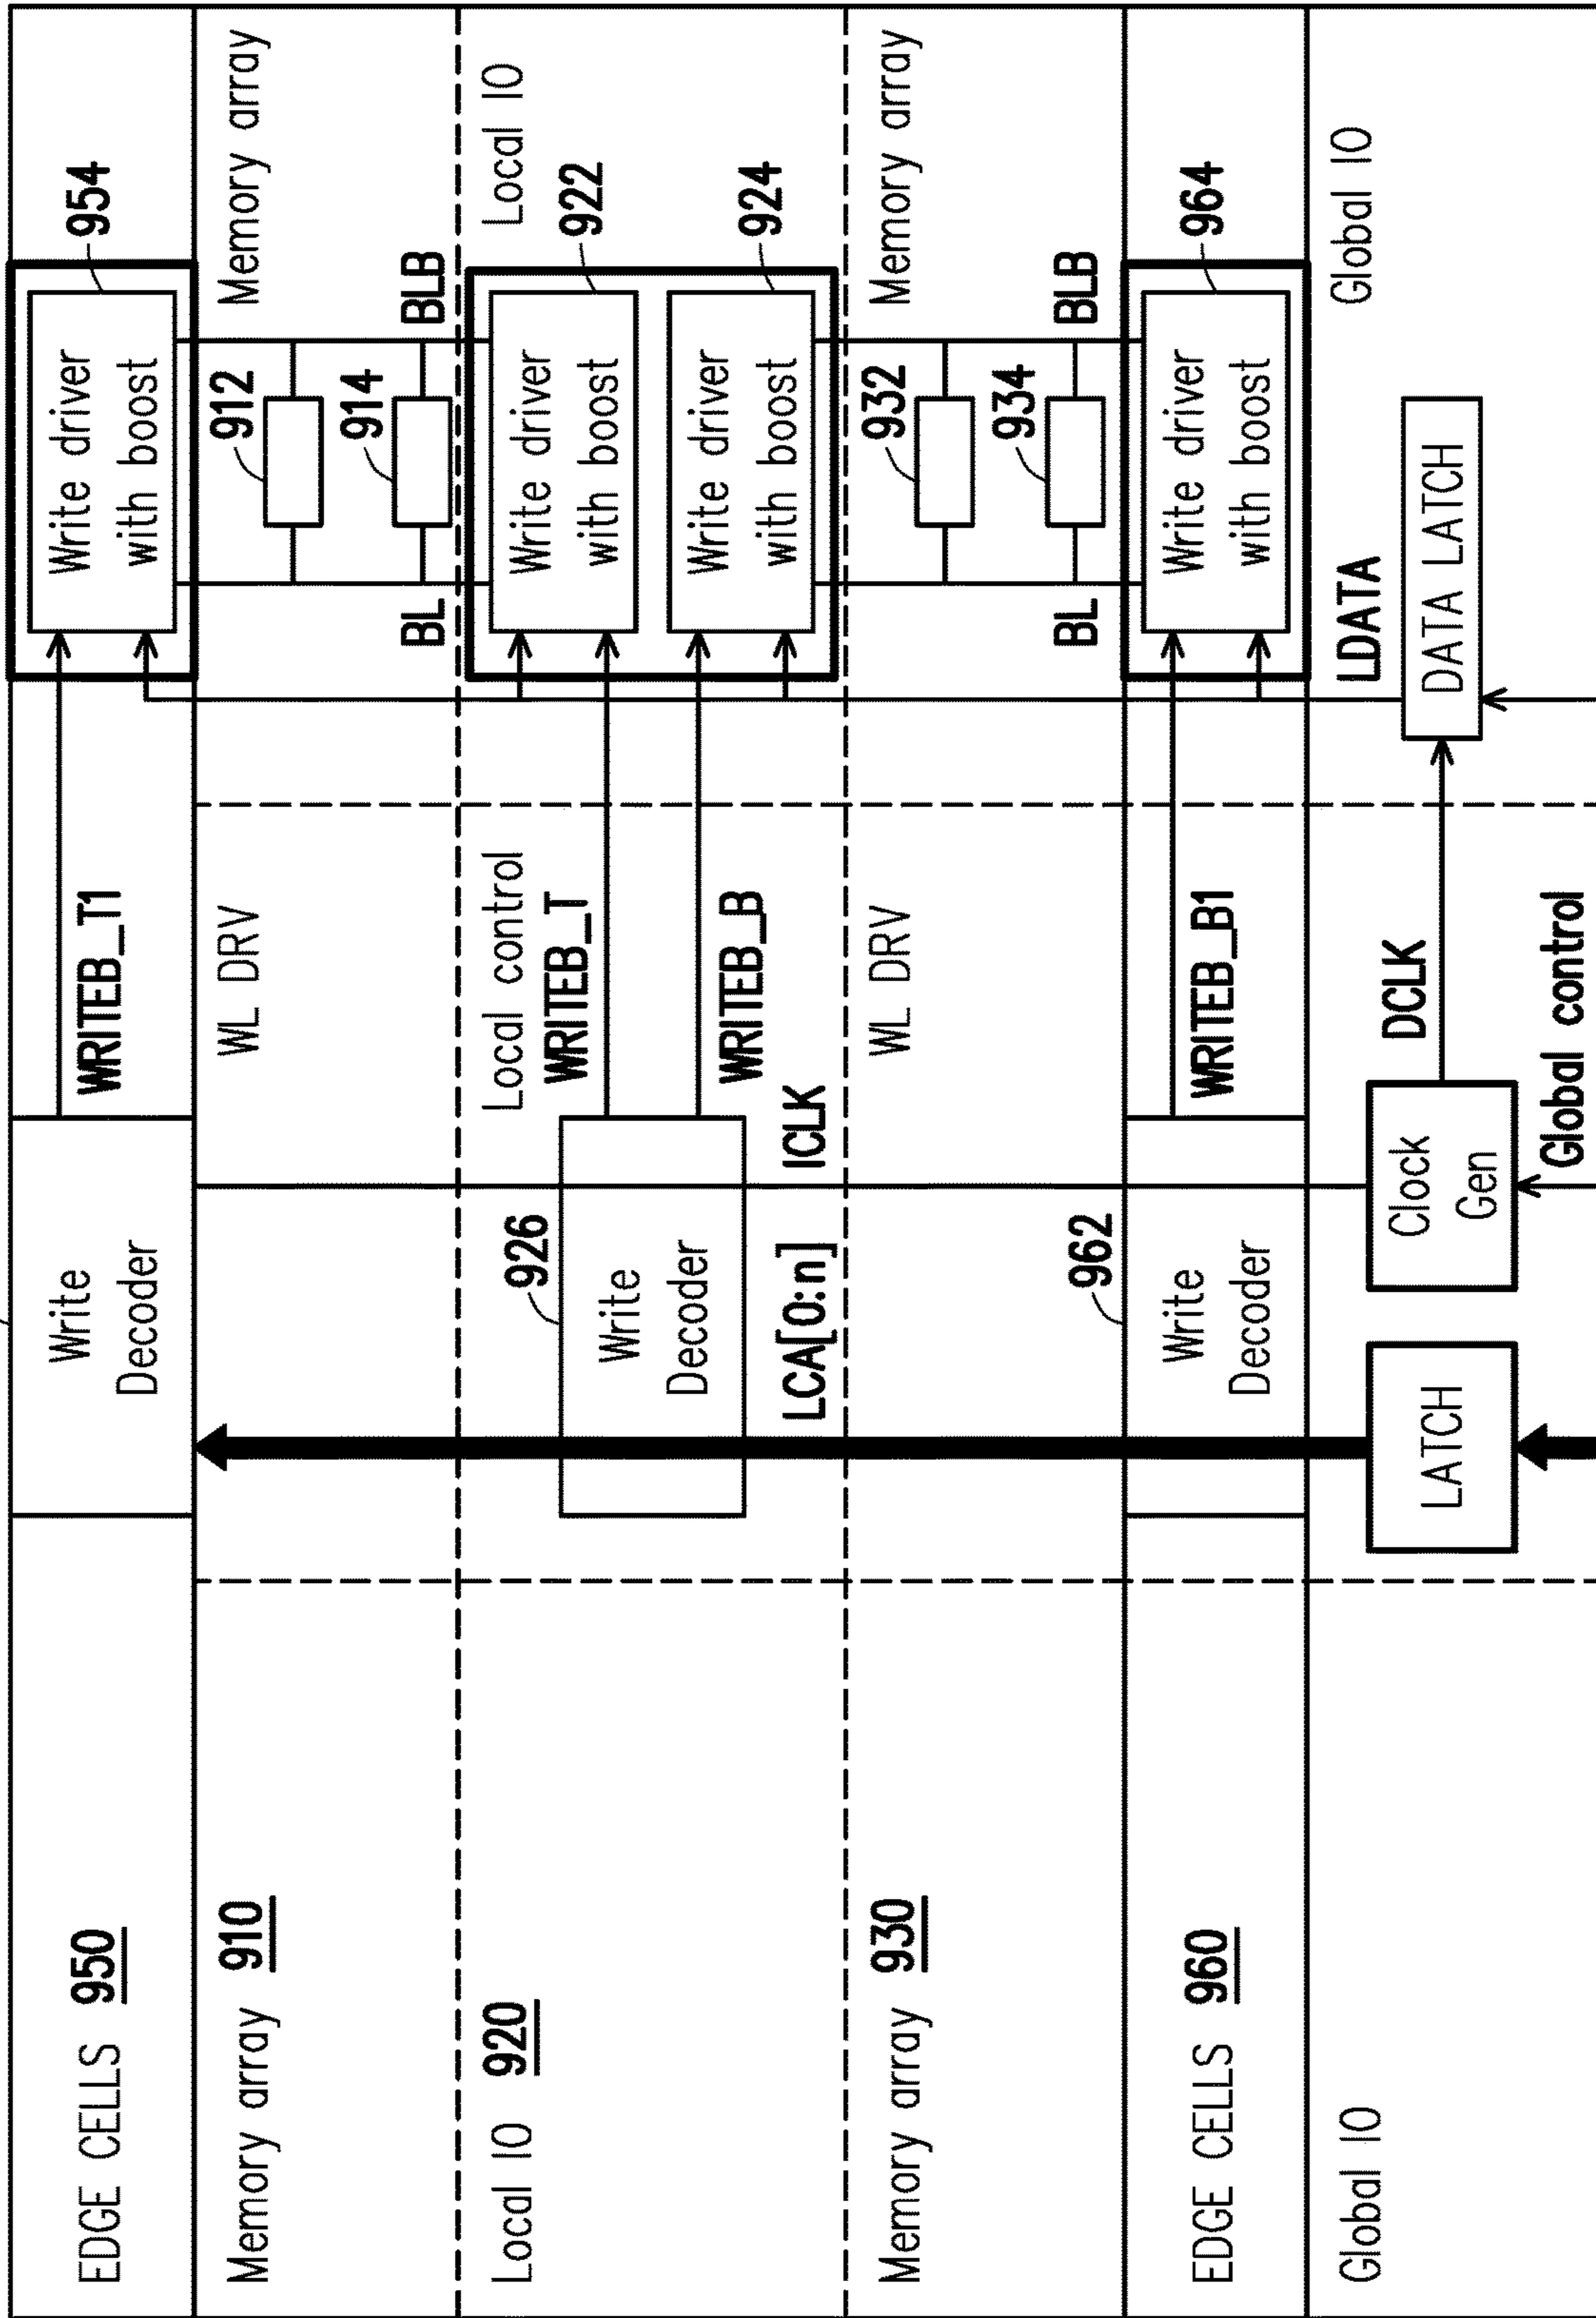 EDGE CELLS 950
Write
Decoder
WRITEB_T1
Write driver
with boost
954
Memory array 910
WL DRV
912
914
BL
BLB
Memory array
Local IO 920
Local control
926
Write
Decoder
WRITEB_T
WRITEB_B
LCA[0:n]
ICLK
Write driver
with boost
922
Write driver
with boost
924
Local IO
Memory array 930
WL DRV
932
934
BL
BLB
Memory array
EDGE CELLS 960
962
Write
Decoder
WRITEB_B1
Write driver
with boost
964
Global IO
LATCH
Clock
Gen
DCLK
LDATA
DATA LATCH
Global IO
Global control